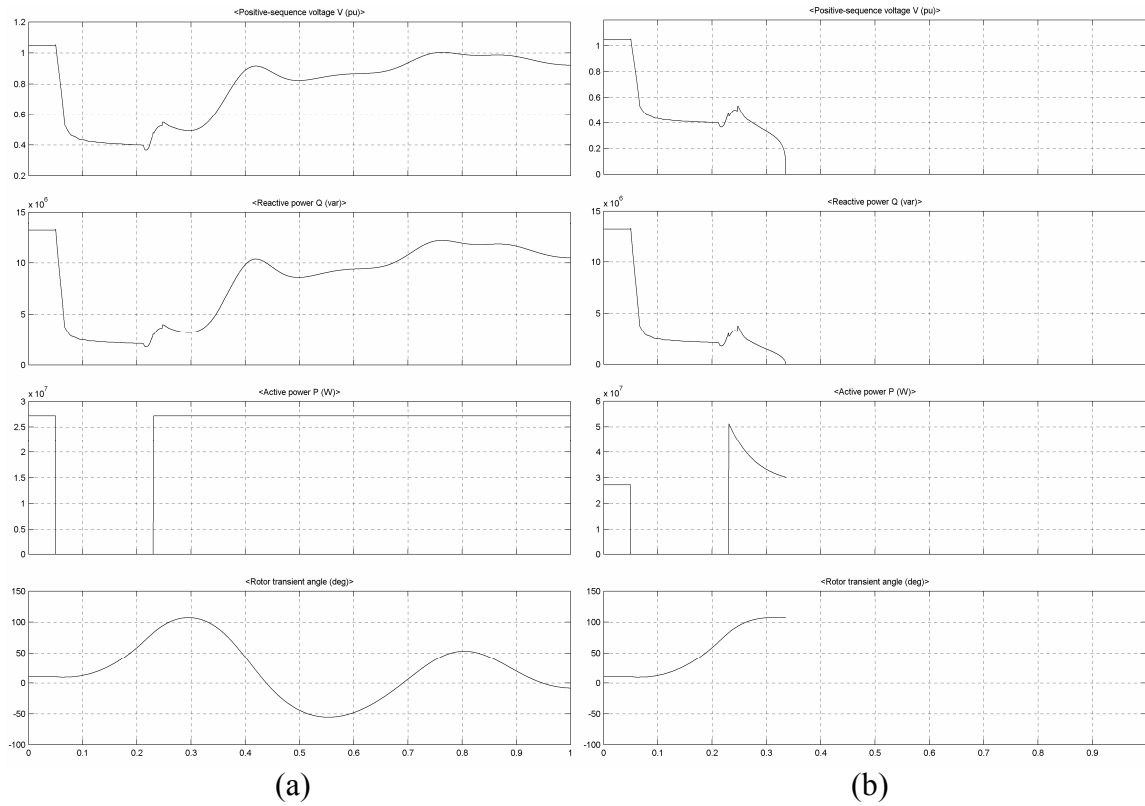 <Positive-sequence voltage V (pu)>
1.2
1
0.8
0.6
0.4
0.2
<Reactive power Q (var)>
x 10^6
15
10
5
0
<Active power P (W)>
x 10^7
3
2.5
2
1.5
1
0.5
0
<Rotor transient angle (deg)>
150
100
50
0
-50
-100
0 0.1 0.2 0.3 0.4 0.5 0.6 0.7 0.8 0.9 1
(a)
<Positive-sequence voltage V (pu)>
1
0.8
0.6
0.4
0.2
0
<Reactive power Q (var)>
x 10^6
15
10
5
0
<Active power P (W)>
x 10^7
6
5
4
3
2
1
0
<Rotor transient angle (deg)>
150
100
50
0
-50
-100
0 0.1 0.2 0.3 0.4 0.5 0.6 0.7 0.8 0.9
(b)